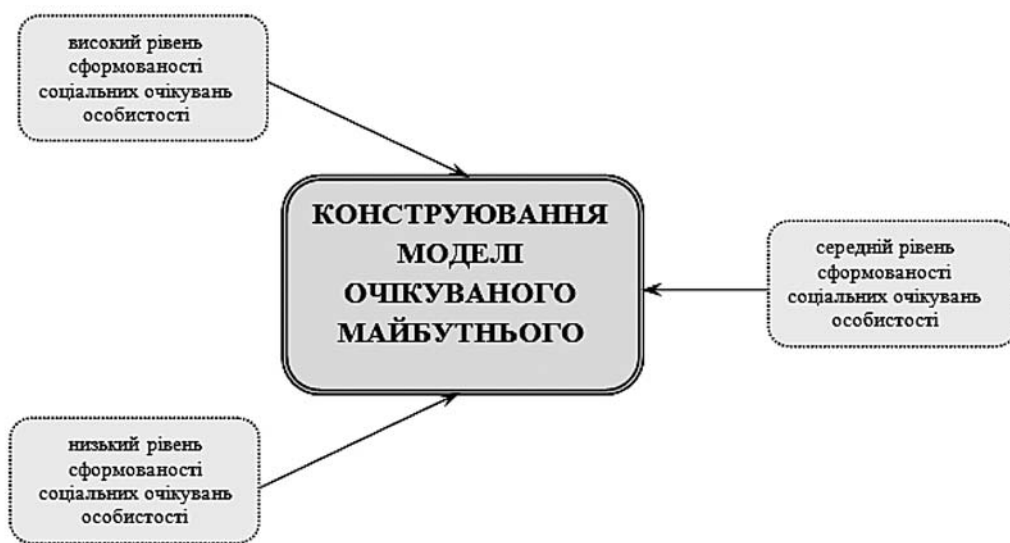 високий рівень
сформованості
соціальних очікувань
особистості
КОНСТРУЮВАННЯ
МОДЕЛІ
ОЧІКУВАНОГО
МАЙБУТНЬОГО
середній рівень
сформованості
соціальних очікувань
особистості
низький рівень
сформованості
соціальних очікувань
особистості